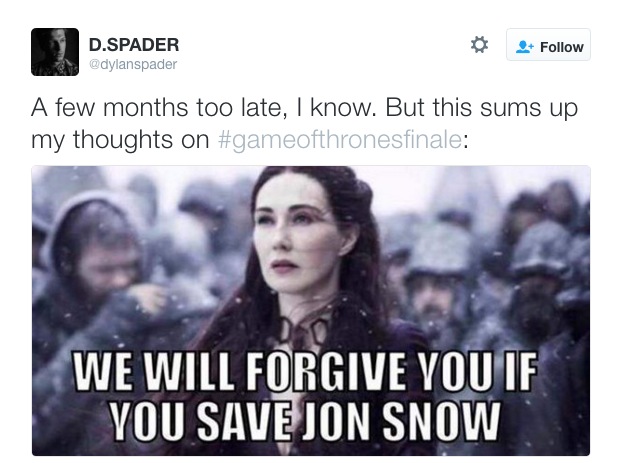 D.SPADER
@dylanspader
Follow
A few months too late, I know. But this sums up
my thoughts on #gameofthronesfinale:
WE WILL FORGIVE YOU IF
YOU SAVE JON SNOW